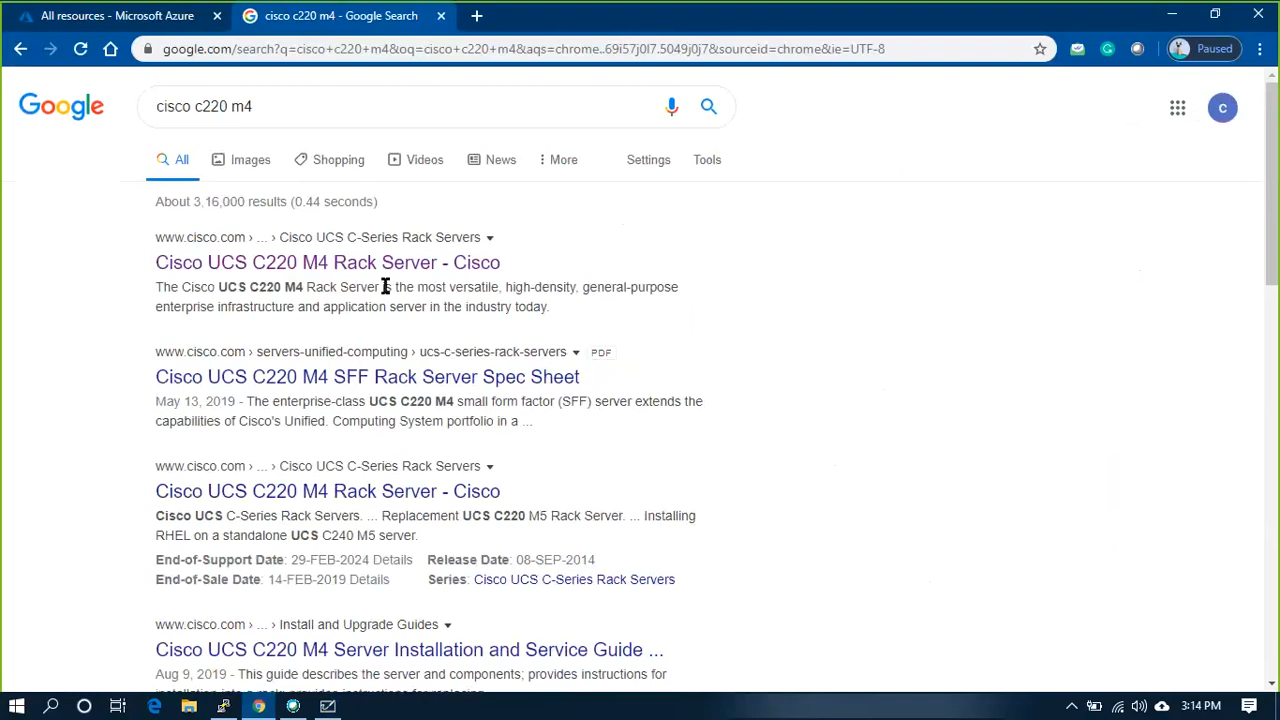 All resources - Microsoft Azure
cisco c220 m4 - Google Search
google.com/search?q=cisco+c220+m4&oq=cisco+c220+m4&aqs=chrome..69i57j0l7.5049j0j7&sourceid=chrome&ie=UTF-8
Paused
Google
cisco c220 m4
C
All
Images
Shopping
Videos
News
More
Settings
Tools
About 3,16,000 results (0.44 seconds)
www.cisco.com › ... › Cisco UCS C-Series Rack Servers
Cisco UCS C220 M4 Rack Server - Cisco
The Cisco UCS C220 M4 Rack Server is the most versatile, high-density, general-purpose
enterprise infrastructure and application server in the industry today.
www.cisco.com › servers-unified-computing › ucs-c-series-rack-servers PDF
Cisco UCS C220 M4 SFF Rack Server Spec Sheet
May 13, 2019 - The enterprise-class UCS C220 M4 small form factor (SFF) server extends the
capabilities of Cisco's Unified. Computing System portfolio in a ...
www.cisco.com › ... › Cisco UCS C-Series Rack Servers
Cisco UCS C220 M4 Rack Server - Cisco
Cisco UCS C-Series Rack Servers. ... Replacement UCS C220 M5 Rack Server. ... Installing
RHEL on a standalone UCS C240 M5 server.
End-of-Support Date: 29-FEB-2024 Details Release Date: 08-SEP-2014
End-of-Sale Date: 14-FEB-2019 Details Series: Cisco UCS C-Series Rack Servers
www.cisco.com › ... › Install and Upgrade Guides
Cisco UCS C220 M4 Server Installation and Service Guide ...
Aug 9, 2019 - This guide describes the server and components; provides instructions for
3:14 PM